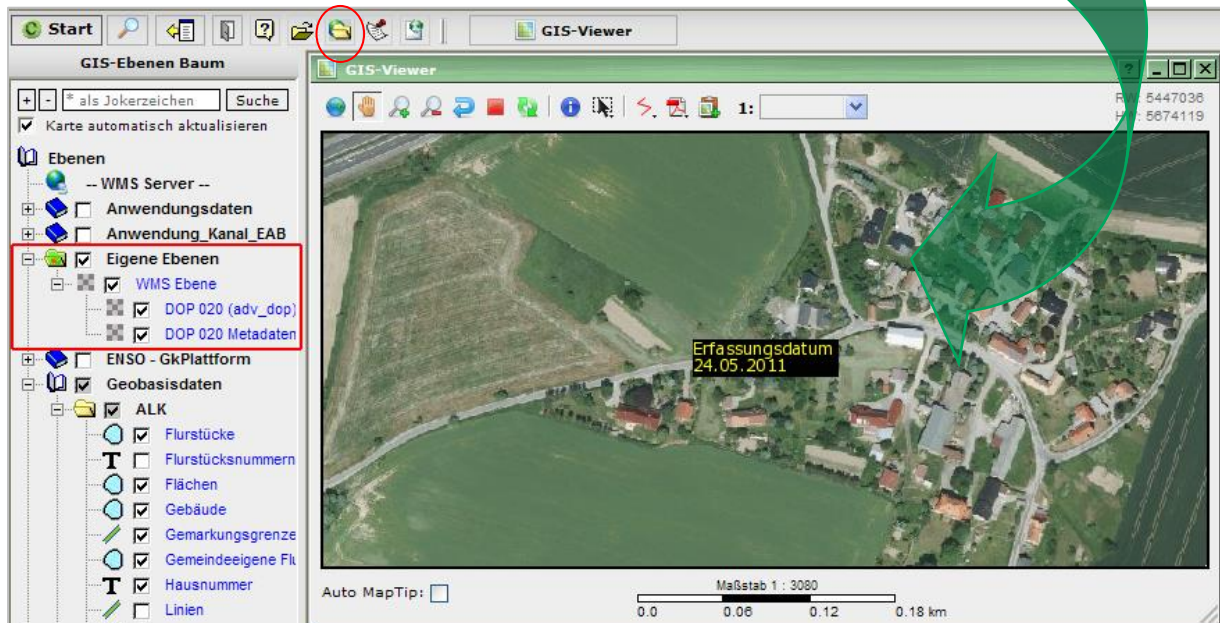 Start
GIS-Viewer
GIS-Ebenen Baum
GIS-Viewer
+ - * als Jokerzeichen Suche
1:
RW: 5447036
HW: 5674119
Karte automatisch aktualisieren
Ebenen
-- WMS Server --
Anwendungsdaten
Anwendung_Kanal_EAB
Eigene Ebenen
WMS Ebene
DOP 020 (adv_dop)
DOP 020 Metadaten
ENSO - GkPlattform
Geobasisdaten
ALK
Flurstücke
Flurstücksnummern
Flächen
Gebäude
Gemarkungsgrenze
Gemeindeeigene Flu
Hausnummer
Linien
Erfassungsdatum
24.05.2011
Auto MapTip:
Maßstab 1 : 3080
0.0 0.06 0.12 0.18 km